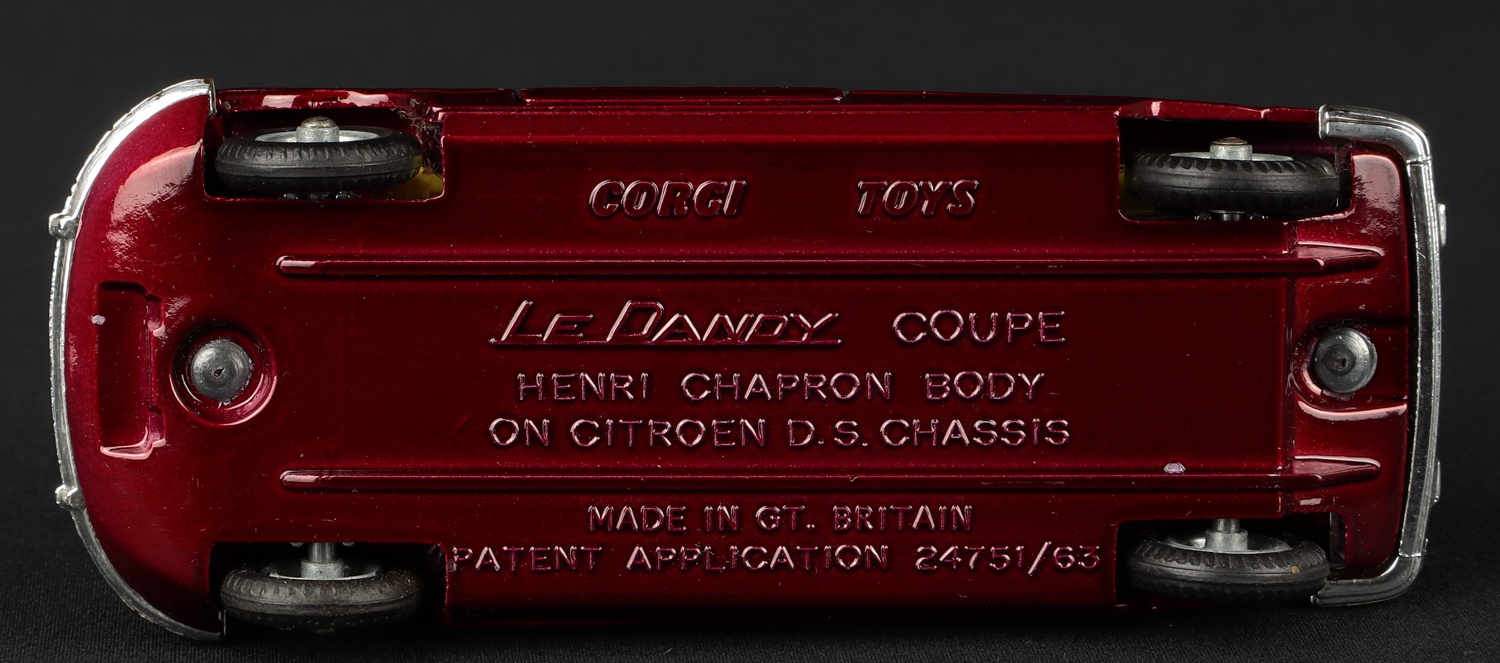 CORGI TOYS
LE DANDY COUPE
HENRI CHAPRON BODY
ON CITROEN D.S. CHASSIS
MADE IN GT. BRITAIN
PATENT APPLICATION 24751/63